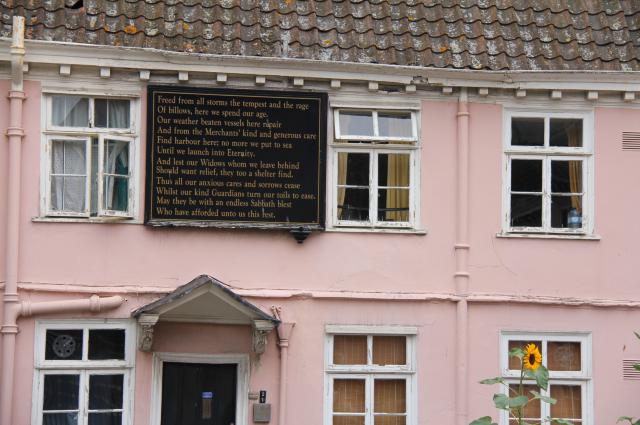 Freed from all storms the tempest and the rage
Of billows, here we spend our age.
Our weather beaten vessels here repair
And from the Merchants' kind and generous care
Find harbour here; no more we put to sea
Until we launch into Eternity.
And lest our Widows whom we leave behind
Should want relief, they too a shelter find.
Thus all our anxious cares and sorrows cease
Whilst our kind Guardians turn our toils to ease.
May they be with an endless Sabbath blest
Who have afforded unto us this rest.